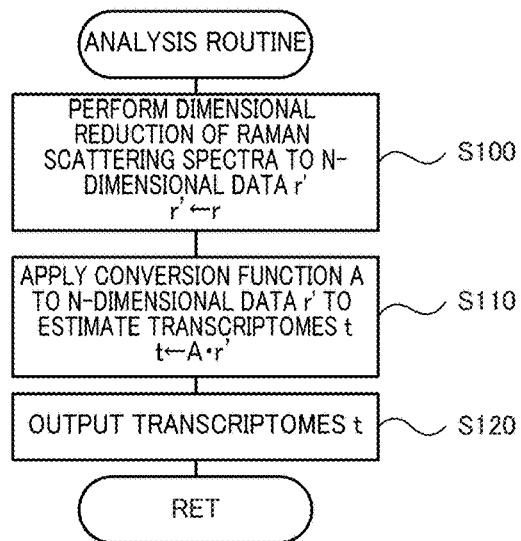 ANALYSIS ROUTINE
PERFORM DIMENSIONAL
REDUCTION OF RAMAN
SCATTERING SPECTRA TO N-
DIMENSIONAL DATA r'
r'←r
S100
APPLY CONVERSION FUNCTION A
TO N-DIMENSIONAL DATA r' TO
ESTIMATE TRANSCRIPTOMES t
t←A・r'
S110
OUTPUT TRANSCRIPTOMES t
S120
RET